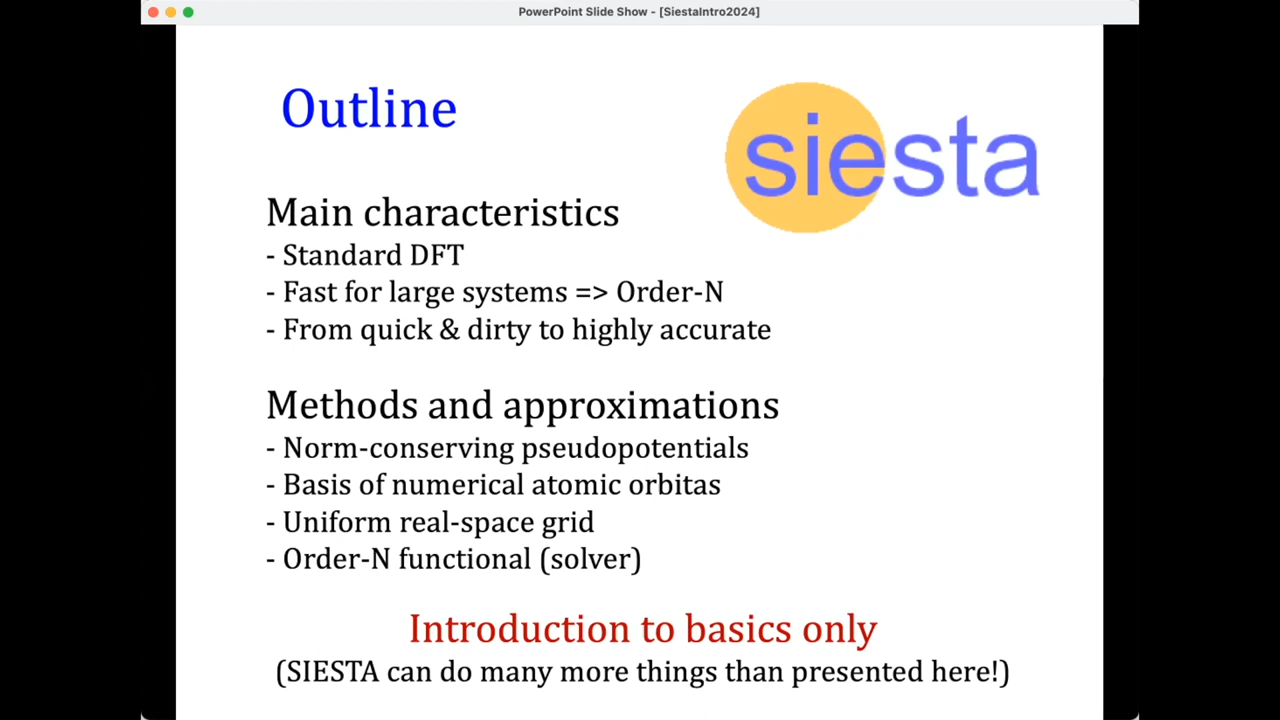 PowerPoint Slide Show - [SiestaIntro2024]
Outline
siesta
Main characteristics
- Standard DFT
- Fast for large systems => Order-N
- From quick & dirty to highly accurate
Methods and approximations
- Norm-conserving pseudopotentials
- Basis of numerical atomic orbitas
- Uniform real-space grid
- Order-N functional (solver)
Introduction to basics only
(SIESTA can do many more things than presented here!)